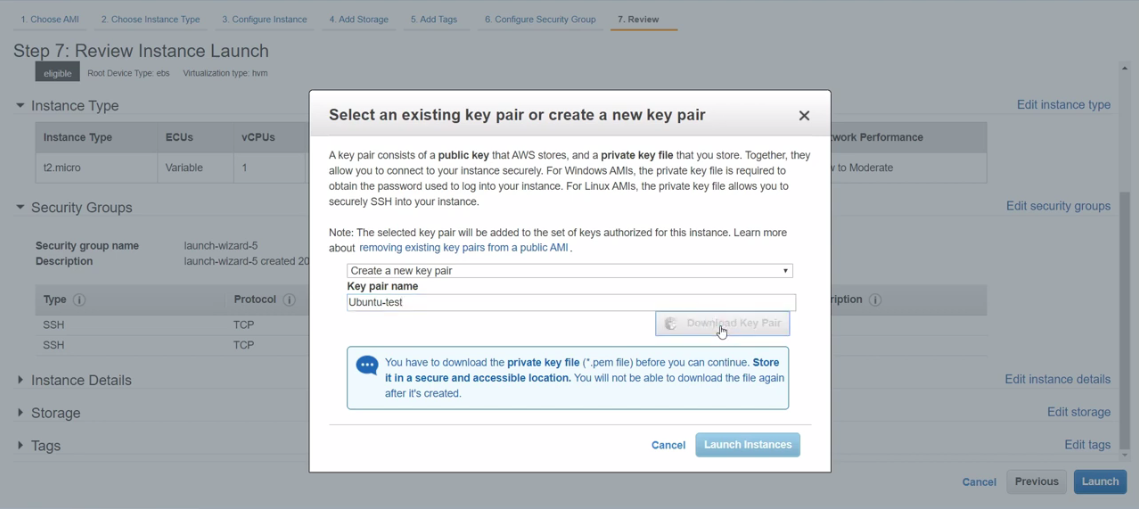 1. Choose AMI 2. Choose Instance Type 3. Configure Instance 4. Add Storage 5. Add Tags 6. Configure Security Group 7. Review
Step 7: Review Instance Launch
eligible Root Device Type: ebs Virtualization type: hvm
Instance Type Edit instance type
Instance Type ECUs vCPUs Performance
t2.micro Variable 1 to Moderate
Security Groups Edit security groups
Security group name launch-wizard-5
Description launch-wizard-5 created 20
Type Protocol
SSH TCP
SSH TCP
Instance Details Edit instance details
Storage Edit storage
Tags Edit tags
Cancel Previous Launch
Select an existing key pair or create a new key pair
A key pair consists of a public key that AWS stores, and a private key file that you store. Together, they
allow you to connect to your instance securely. For Windows AMIs, the private key file is required to
obtain the password used to log into your instance. For Linux AMIs, the private key file allows you to
securely SSH into your instance.
Note: The selected key pair will be added to the set of keys authorized for this instance. Learn more
about removing existing key pairs from a public AMI.
Create a new key pair
Key pair name
Ubuntu-test
Download Key Pair
You have to download the private key file (*.pem file) before you can continue. Store
it in a secure and accessible location. You will not be able to download the file again
after it's created.
Cancel Launch Instances